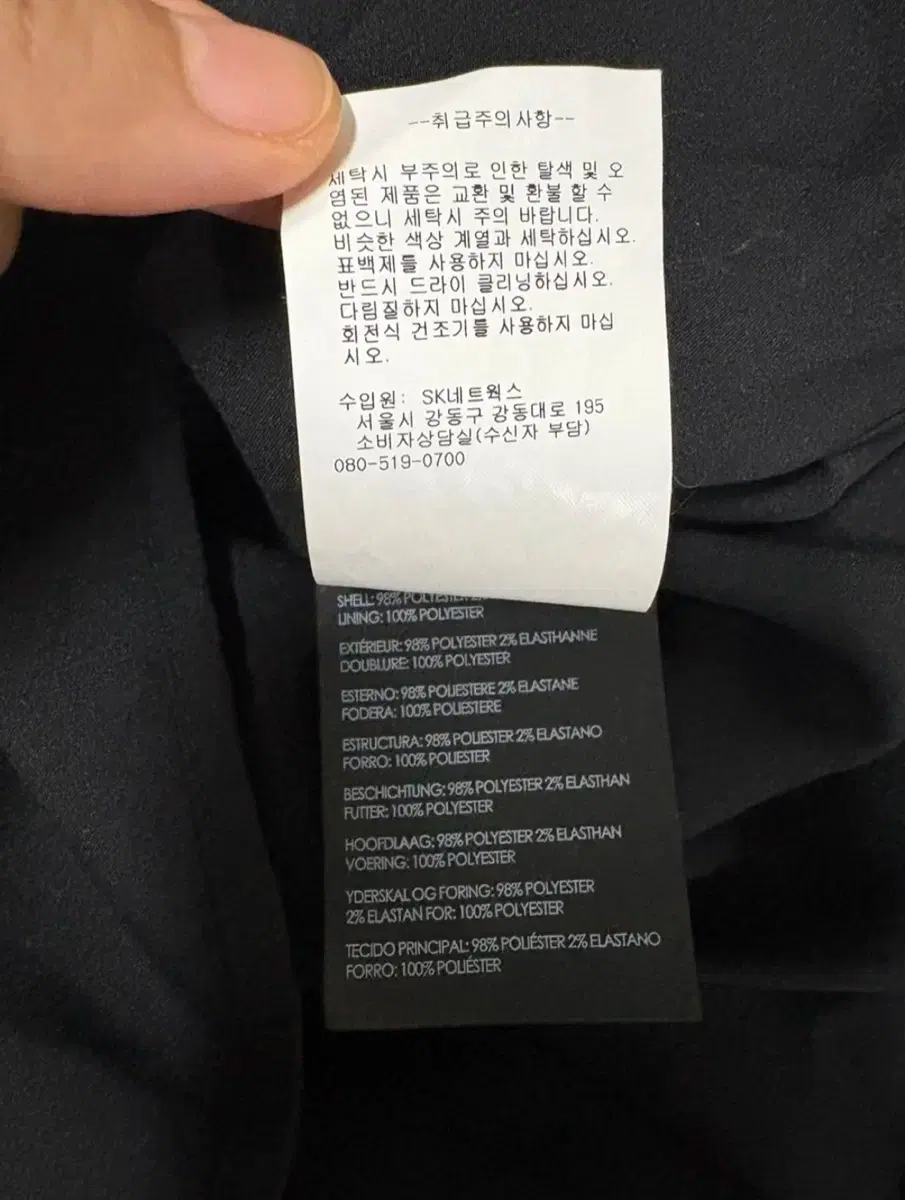 --취급주의사항--
세탁시 부주의로 인한 탈색 및 오
염된 제품은 교환 및 환불 할 수
없으니 세탁시 주의 바랍니다.
비슷한 색상 계열과 세탁하십시오.
표백제를 사용하지 마십시오.
반드시 드라이 클리닝하십시오.
다림질하지 마십시오.
회전식 건조기를 사용하지 마십
시오.
수입원: SK네트웍스
서울시 강동구 강동대로 195
소비자상담실(수신자 부담)
080-519-0700
SHELL: 98% POLYESTER
LINING: 100% POLYESTER
EXTÉRIEUR: 98% POLYESTER 2% ELASTHANNE
DOUBLURE: 100% POLYESTER
ESTERNO: 98% POLIESTERE 2% ELASTANE
FODERA: 100% POLIESTERE
ESTRUCTURA: 98% POLIESTER 2% ELASTANO
FORRO: 100% POLIESTER
BESCHICHTUNG: 98% POLYESTER 2% ELASTHAN
FUTTER: 100% POLYESTER
HOOFDLAAG: 98% POLYESTER 2% ELASTHAN
VOERING: 100% POLYESTER
YDERSKAL OG FORING: 98% POLYESTER
2% ELASTAN FOR: 100% POLYESTER
TECIDO PRINCIPAL: 98% POLIÉSTER 2% ELASTANO
FORRO: 100% POLIÉSTER